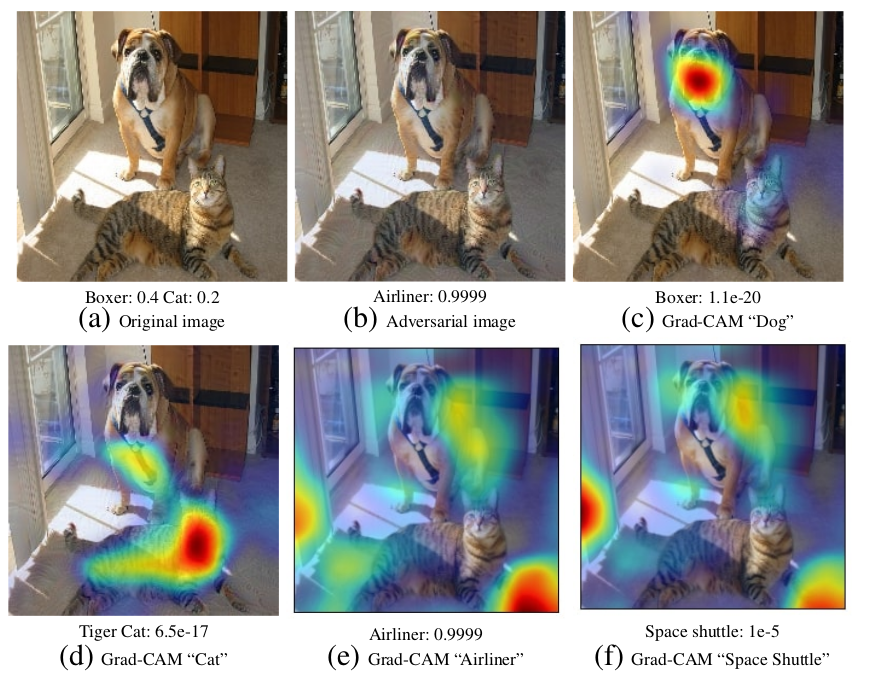 Boxer: 0.4 Cat: 0.2
(a) Original image
Airliner: 0.9999
(b) Adversarial image
Boxer: 1.1e-20
(c) Grad-CAM “Dog”
Tiger Cat: 6.5e-17
(d) Grad-CAM “Cat”
Airliner: 0.9999
(e) Grad-CAM “Airliner”
Space shuttle: 1e-5
(f) Grad-CAM “Space Shuttle”